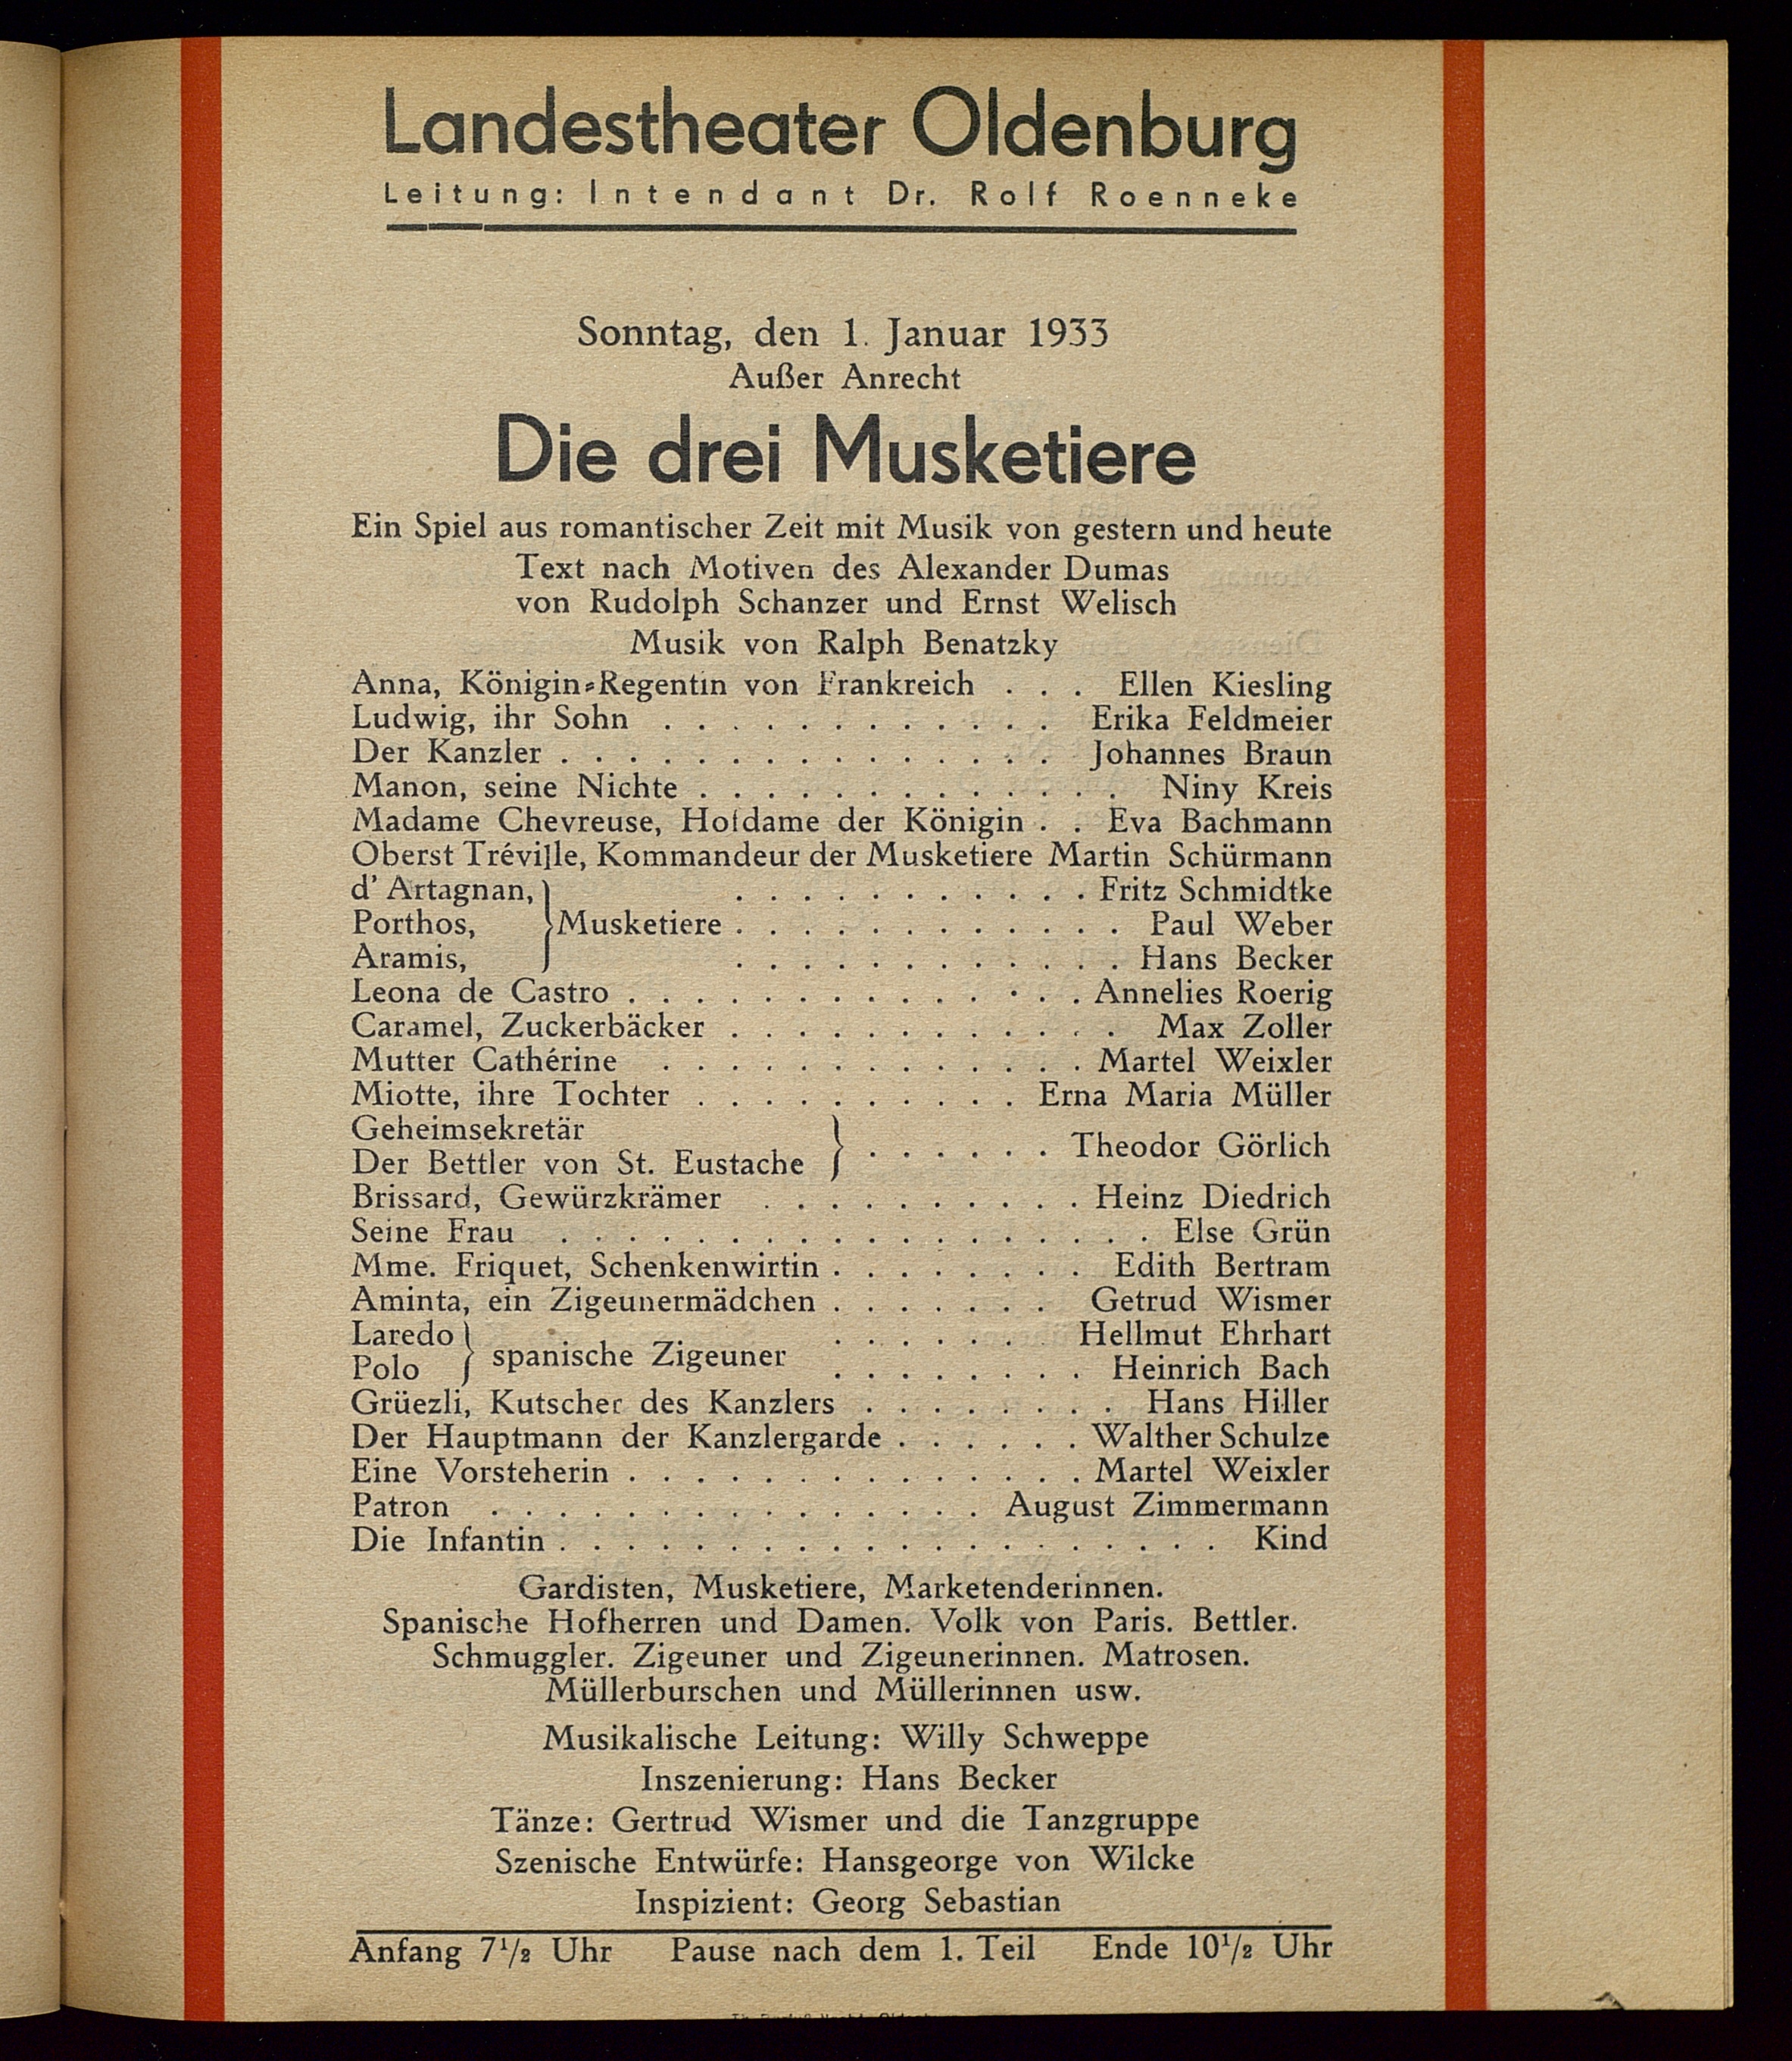 Landestheater Oldenburg
Leitung: Intendant Dr. Rolf Roenneke
Sonntag, den 1. Januar 1933
Außer Anrecht
Die drei Musketiere
Ein Spiel aus romantischer Zeit mit Musik von gestern und heute
Text nach Motiven des Alexander Dumas
von Rudolph Schanzer und Ernst Welisch
Musik von Ralph Benatzky
Anna, Königin-Regentin von Frankreich . . . Ellen Kiesling
Ludwig, ihr Sohn . . . . . . . . . . . . Erika Feldmeier
Der Kanzler . . . . . . . . . . . . . . . Johannes Braun
Manon, seine Nichte . . . . . . . . . . . . . Niny Kreis
Madame Chevreuse, Hofdame der Königin . . Eva Bachmann
Oberst Tréville, Kommandeur der Musketiere Martin Schürmann
d' Artagnan, . . . . . . . . . . . Fritz Schmidtke
Porthos, } Musketiere . . . . . . . . . . . . Paul Weber
Aramis, . . . . . . . . . . . . Hans Becker
Leona de Castro . . . . . . . . . . . . . . Annelies Roerig
Caramel, Zuckerbäcker . . . . . . . . . . . . Max Zoller
Mutter Cathérine . . . . . . . . . . . . . Martel Weixler
Miotte, ihre Tochter . . . . . . . . . . Erna Maria Müller
Geheimsekretär
Der Bettler von St. Eustache } . . . . . . Theodor Görlich
Brissard, Gewürzkrämer . . . . . . . . . . Heinz Diedrich
Seine Frau . . . . . . . . . . . . . . . . . . Else Grün
Mme. Friquet, Schenkenwirtin . . . . . . . . Edith Bertram
Aminta, ein Zigeunermädchen . . . . . . . Getrud Wismer
Laredo . . . . . . Hellmut Ehrhart
} spanische Zigeuner
Polo . . . . . . . . Heinrich Bach
Grüezli, Kutscher des Kanzlers . . . . . . . . Hans Hiller
Der Hauptmann der Kanzlergarde . . . . . . Walther Schulze
Eine Vorsteherin . . . . . . . . . . . . . . Martel Weixler
Patron . . . . . . . . . . . . . . . August Zimmermann
Die Infantin . . . . . . . . . . . . . . . . . . . . Kind
Gardisten, Musketiere, Marketenderinnen.
Spanische Hofherren und Damen. Volk von Paris. Bettler.
Schmuggler. Zigeuner und Zigeunerinnen. Matrosen.
Müllerburschen und Müllerinnen usw.
Musikalische Leitung: Willy Schweppe
Inszenierung: Hans Becker
Tänze: Gertrud Wismer und die Tanzgruppe
Szenische Entwürfe: Hansgeorge von Wilcke
Inspizient: Georg Sebastian
Anfang 7½ Uhr Pause nach dem 1. Teil Ende 10½ Uhr